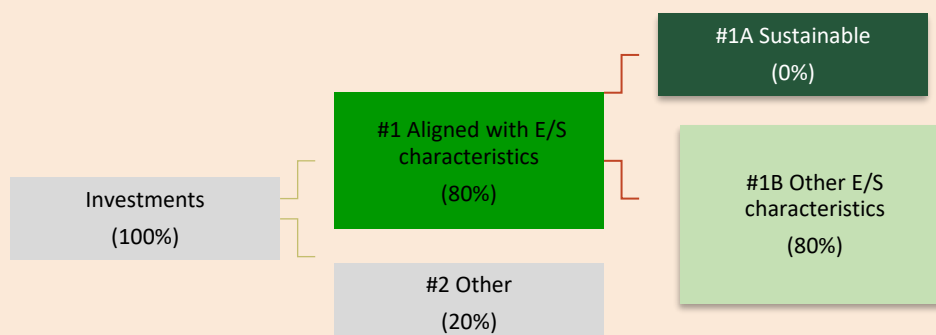 Investments
(100%)
#1 Aligned with E/S
characteristics
(80%)
#2 Other
(20%)
#1A Sustainable
(0%)
#1B Other E/S
characteristics
(80%)